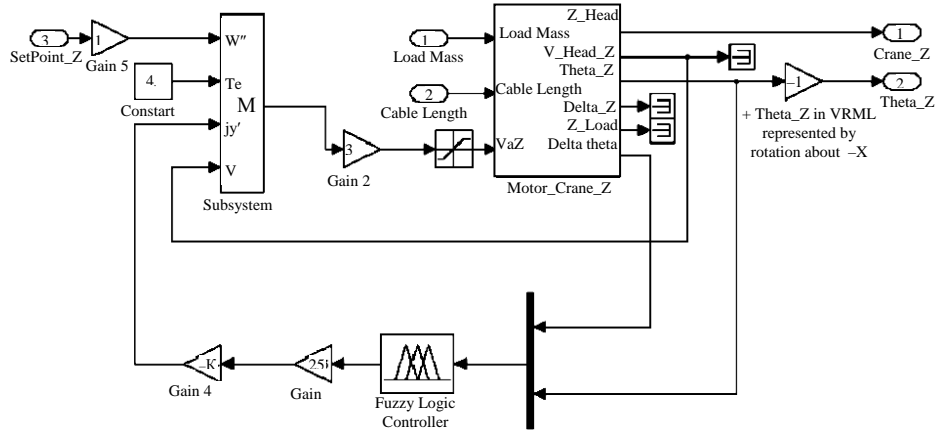 3
SetPoint_Z
1
Gain 5
4.
Constart
W"
Te
M
jy'
V
Subsystem
3
Gain 2
1
Load Mass
2
Cable Length
Load Mass
Cable Length
VaZ
Z_Head
V_Head_Z
Theta_Z
Delta_Z
Z_Load
Delta theta
Motor_Crane_Z
1
Crane_Z
–1
2
Theta_Z
+ Theta_Z in VRML
represented by
rotation about –X
–K
Gain 4
Gain
Fuzzy Logic
Controller